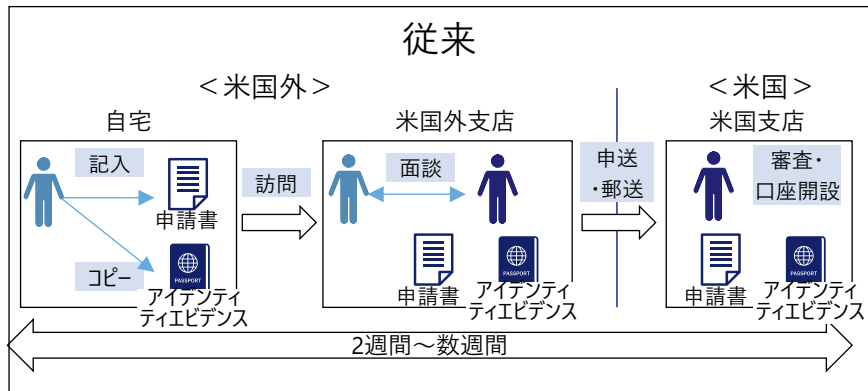 従来
＜米国外＞
＜米国＞
自宅
米国外支店
米国支店
記入
申請書
コピー
PASSPORT
アイデンティ
ティエビデンス
訪問
面談
申請書
PASSPORT
アイデンティ
ティエビデンス
申送
・郵送
審査・
口座開設
申請書
PASSPORT
アイデンティ
ティエビデンス
2週間～数週間